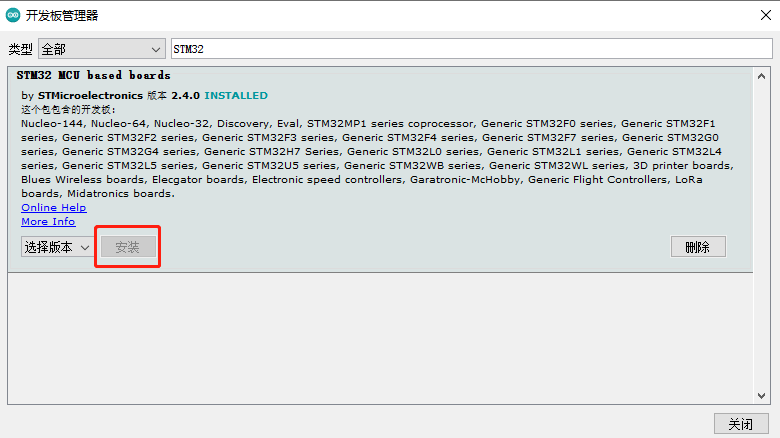 开发板管理器
类型 全部 STM32
STM32 MCU based boards
by STMicroelectronics 版本 2.4.0 INSTALLED
这个包包含的开发板:
Nucleo-144, Nucleo-64, Nucleo-32, Discovery, Eval, STM32MP1 series coprocessor, Generic STM32F0 series, Generic STM32F1
series, Generic STM32F2 series, Generic STM32F3 series, Generic STM32F4 series, Generic STM32F7 series, Generic STM32G0
series, Generic STM32G4 series, Generic STM32H7 Series, Generic STM32L0 series, Generic STM32L1 series, Generic STM32L4
series, Generic STM32L5 series, Generic STM32U5 series, Generic STM32WB series, Generic STM32WL series, 3D printer boards,
Blues Wireless boards, Elecgator boards, Electronic speed controllers, Garatronic-McHobby, Generic Flight Controllers, LoRa
boards, Midatronics boards.
Online Help
More Info
选择版本 安装 删除
关闭